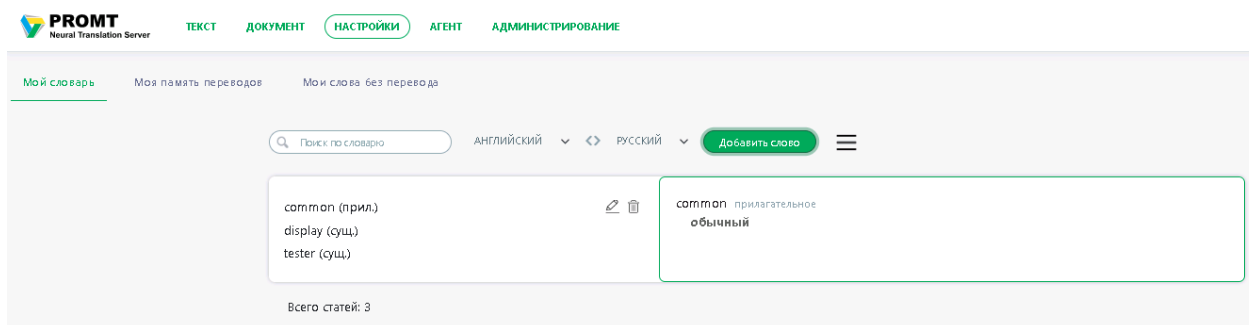 PROMT
Neural Translation Server
ТЕКСТ ДОКУМЕНТ НАСТРОЙКИ АГЕНТ АДМИНИСТРИРОВАНИЕ
Мой словарь Моя память переводов Мои слова без перевода
Поиск по словарю АНГЛИЙСКИЙ РУССКИЙ Добавить слово
common (прил.)
display (сущ.)
tester (сущ.)
common прилагательное
обычный
Всего статей: 3